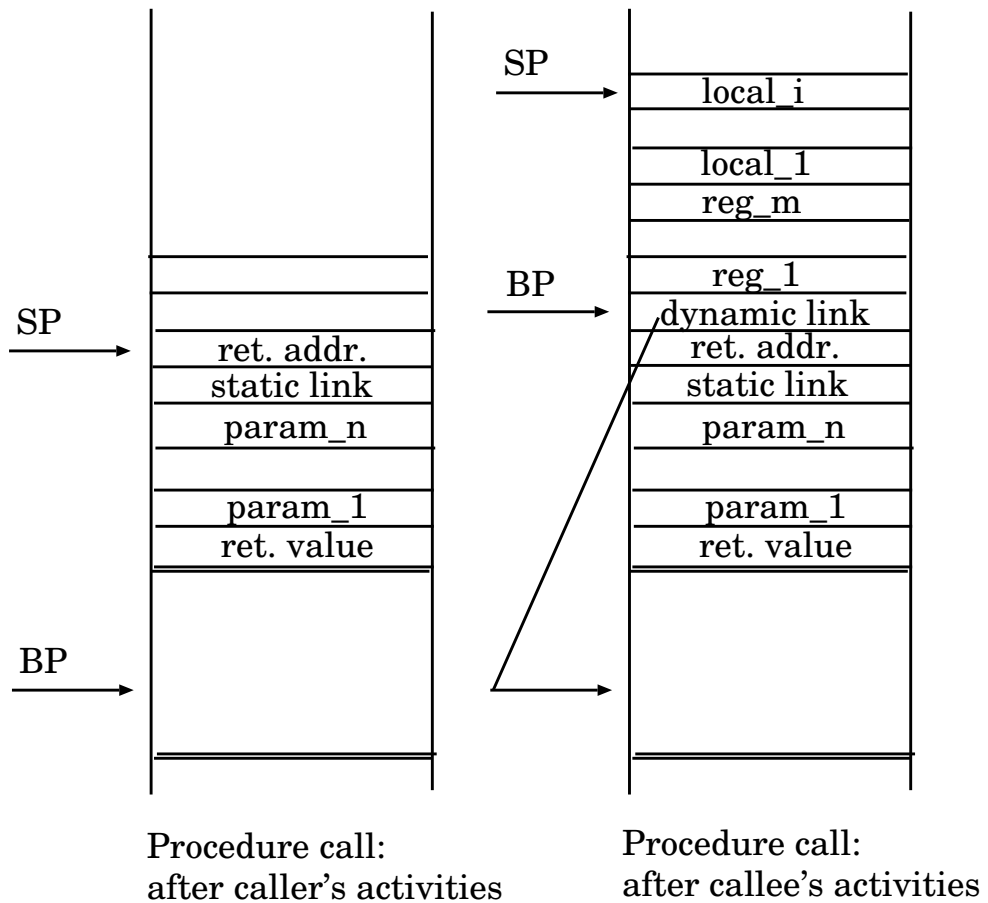 SP
ret. addr.
static link
param_n
param_1
ret. value
BP
Procedure call:
after caller's activities
SP
local_i
local_1
reg_m
reg_1
BP
dynamic link
ret. addr.
static link
param_n
param_1
ret. value
Procedure call:
after callee's activities